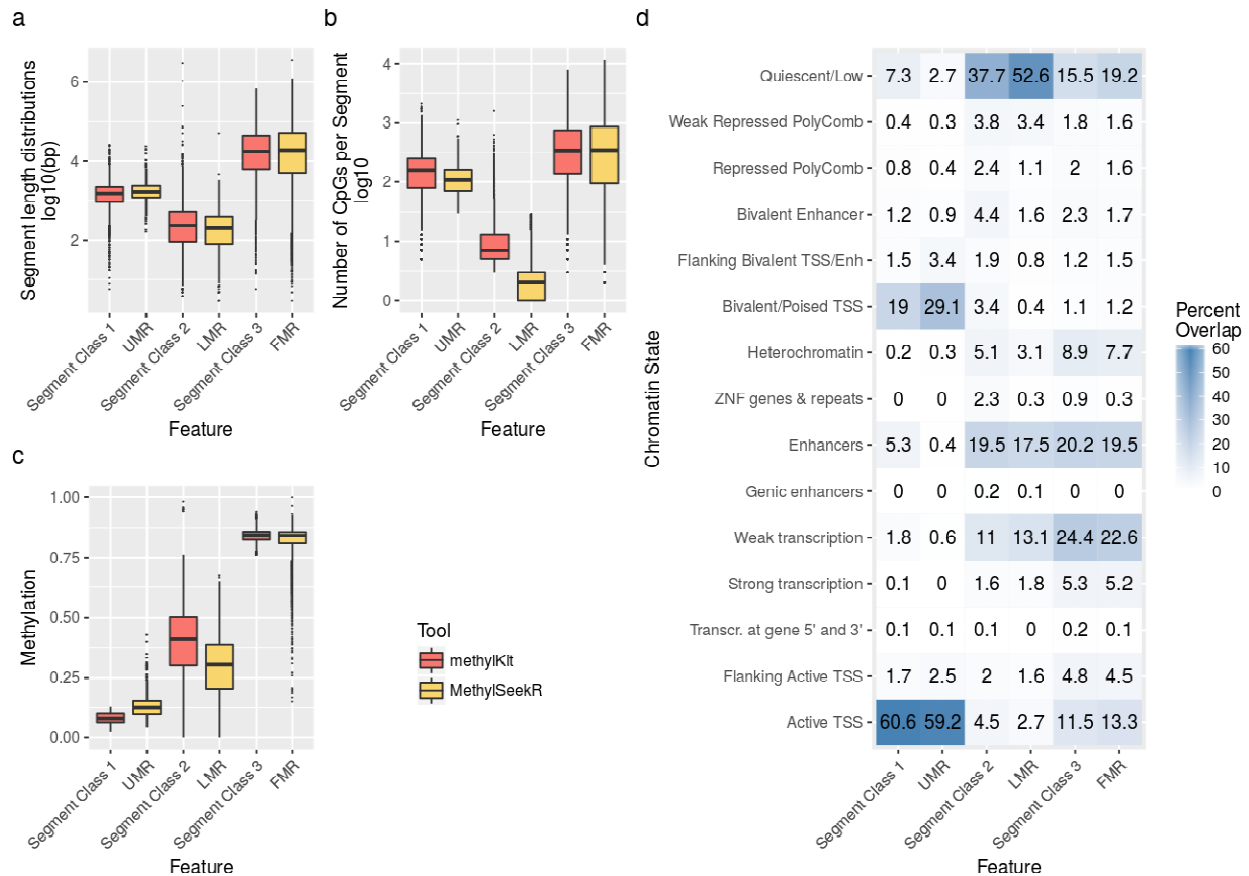 a
Segment length distributions
log10(bp)
6
4
2
Segment Class 1
UMR
Segment Class 2
LMR
Segment Class 3
FMR
Feature
b
Number of CpGs per Segment
log10
4
3
2
1
0
Segment Class 1
UMR
Segment Class 2
LMR
Segment Class 3
FMR
Feature
c
Methylation
1.00
0.75
0.50
0.25
0.00
Segment Class 1
UMR
Segment Class 2
LMR
Segment Class 3
FMR
Feature
Tool
methylKit
MethylSeekR
d
Chromatin State
Quiescent/Low 7.3 2.7 37.7 52.6 15.5 19.2
Weak Repressed PolyComb 0.4 0.3 3.8 3.4 1.8 1.6
Repressed PolyComb 0.8 0.4 2.4 1.1 2 1.6
Bivalent Enhancer 1.2 0.9 4.4 1.6 2.3 1.7
Flanking Bivalent TSS/Enh 1.5 3.4 1.9 0.8 1.2 1.5
Bivalent/Poised TSS 19 29.1 3.4 0.4 1.1 1.2
Heterochromatin 0.2 0.3 5.1 3.1 8.9 7.7
ZNF genes & repeats 0 0 2.3 0.3 0.9 0.3
Enhancers 5.3 0.4 19.5 17.5 20.2 19.5
Genic enhancers 0 0 0.2 0.1 0 0
Weak transcription 1.8 0.6 11 13.1 24.4 22.6
Strong transcription 0.1 0 1.6 1.8 5.3 5.2
Transcr. at gene 5' and 3' 0.1 0.1 0.1 0 0.2 0.1
Flanking Active TSS 1.7 2.5 2 1.6 4.8 4.5
Active TSS 60.6 59.2 4.5 2.7 11.5 13.3
Segment Class 1
UMR
Segment Class 2
LMR
Segment Class 3
FMR
Feature
Percent
Overlap
60
50
40
30
20
10
0